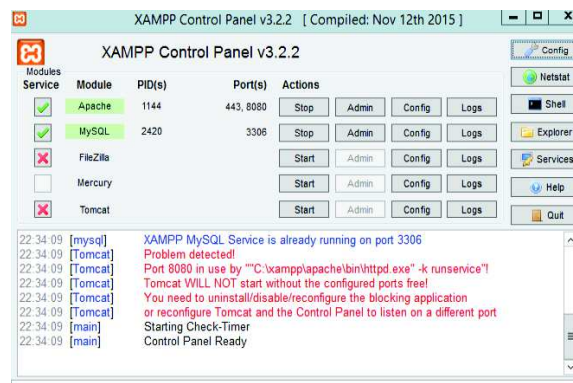 XAMPP Control Panel v3.2.2 [ Compiled: Nov 12th 2015 ]
XAMPP Control Panel v3.2.2
Config
Modules
Service Module PID(s) Port(s) Actions
Netstat
Apache 1144 443, 8080 Stop Admin Config Logs
Shell
MySQL 2420 3306 Stop Admin Config Logs
Explorer
FileZilla Start Admin Config Logs
Services
Mercury Start Admin Config Logs
Help
Tomcat Start Admin Config Logs
Quit
22:34:09 [mysql] XAMPP MySQL Service is already running on port 3306
22:34:09 [Tomcat] Problem detected!
22:34:09 [Tomcat] Port 8080 in use by ""C:\xampp\apache\bin\httpd.exe" -k runservice"!
22:34:09 [Tomcat] Tomcat WILL NOT start without the configured ports free!
22:34:09 [Tomcat] You need to uninstall/disable/reconfigure the blocking application
22:34:09 [Tomcat] or reconfigure Tomcat and the Control Panel to listen on a different port
22:34:09 [main] Starting Check-Timer
22:34:09 [main] Control Panel Ready